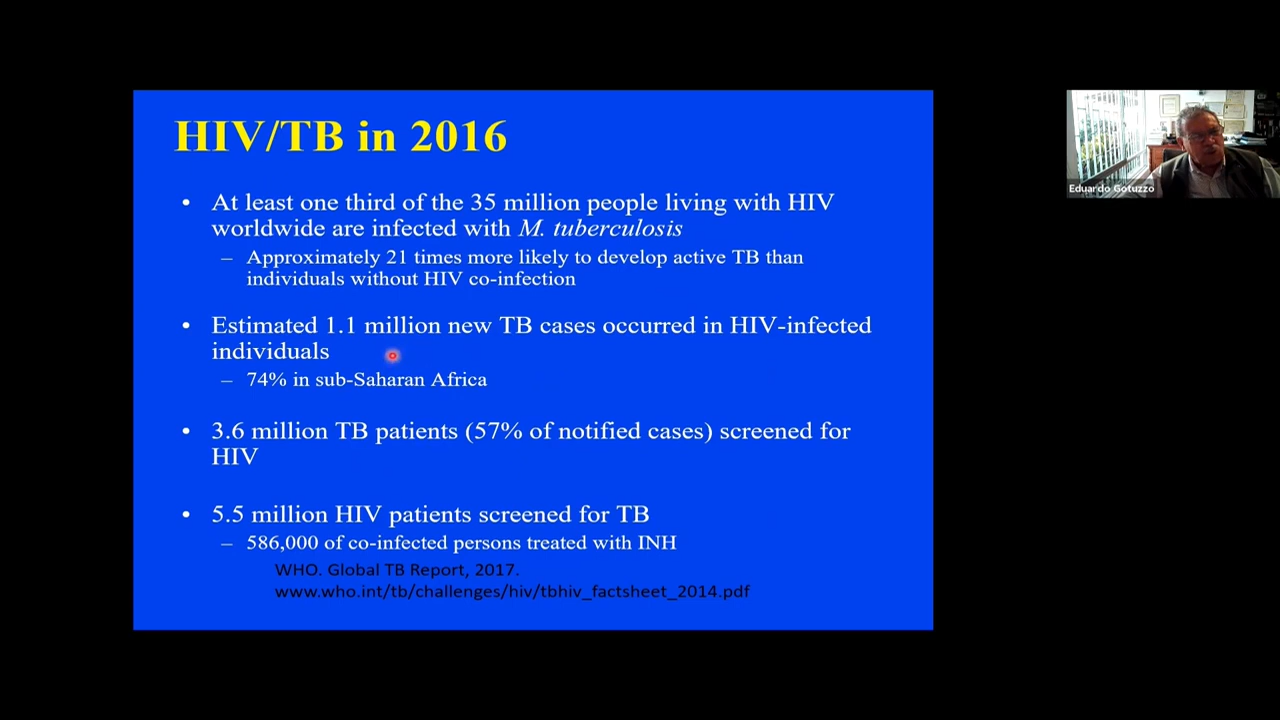 HIV/TB in 2016
• At least one third of the 35 million people living with HIV
worldwide are infected with M. tuberculosis
– Approximately 21 times more likely to develop active TB than
individuals without HIV co-infection
• Estimated 1.1 million new TB cases occurred in HIV-infected
individuals
– 74% in sub-Saharan Africa
• 3.6 million TB patients (57% of notified cases) screened for
HIV
• 5.5 million HIV patients screened for TB
– 586,000 of co-infected persons treated with INH
WHO. Global TB Report, 2017.
www.who.int/tb/challenges/hiv/tbhiv_factsheet_2014.pdf
Eduardo Gotuzzo